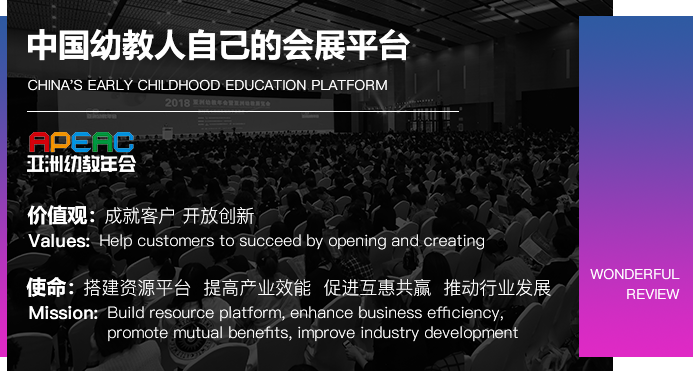 中国幼教人自己的会展平台
CHINA'S EARLY CHILDHOOD EDUCATION PLATFORM
2018
APEAC
亚洲幼教年会
价值观：成就客户 开放创新
Values: Help customers to succeed by opening and creating
使命：搭建资源平台 提高产业效能 促进互惠共赢 推动行业发展
Mission: Build resource platform, enhance business efficiency,
promote mutual benefits, improve industry development
WONDERFUL
REVIEW